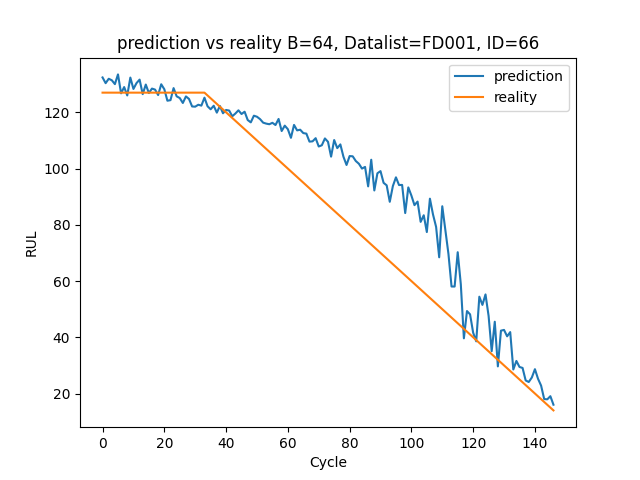 prediction vs reality B=64, Datalist=FD001, ID=66
prediction
reality
RUL
120
100
80
60
40
20
0 20 40 60 80 100 120 140
Cycle